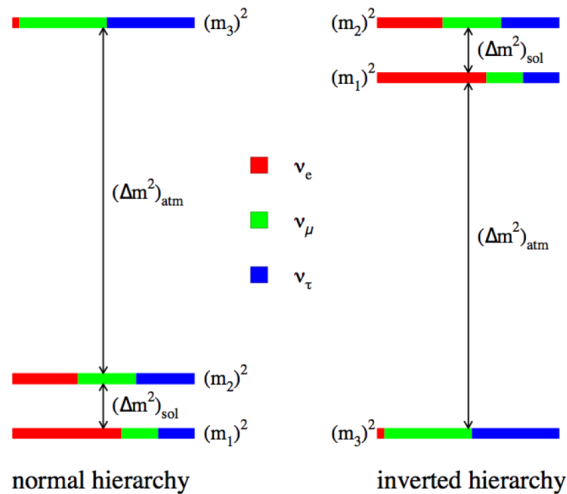 (m₃)²
(Δm²)atm
(m₂)²
(Δm²)sol
(m₁)²
normal hierarchy
νe
νμ
ντ
(m₂)²
(Δm²)sol
(m₁)²
(Δm²)atm
(m₃)²
inverted hierarchy